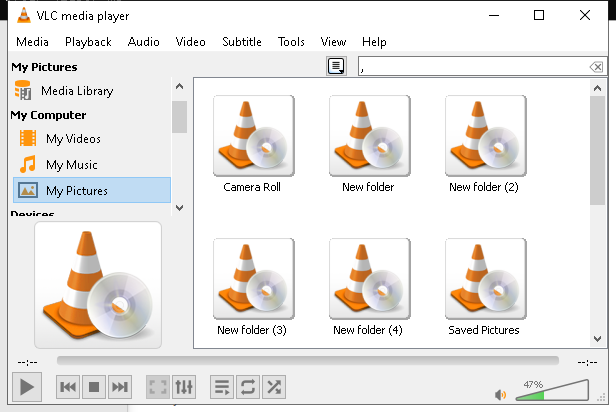 VLC media player
Media Playback Audio Video Subtitle Tools View Help
My Pictures
,
Media Library
My Computer
My Videos
My Music
My Pictures
Devices
Camera Roll
New folder
New folder (2)
New folder (3)
New folder (4)
Saved Pictures
--:--
--:--
47%